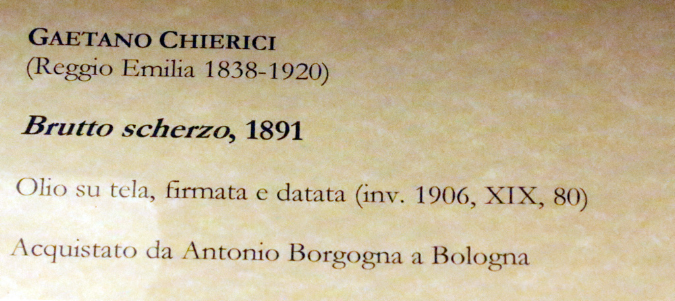 GAETANO CHIERICI
(Reggio Emilia 1838-1920)
Brutto scherzo, 1891
Olio su tela, firmata e datata (inv. 1906, XIX, 80)
Acquistato da Antonio Borgogna a Bologna